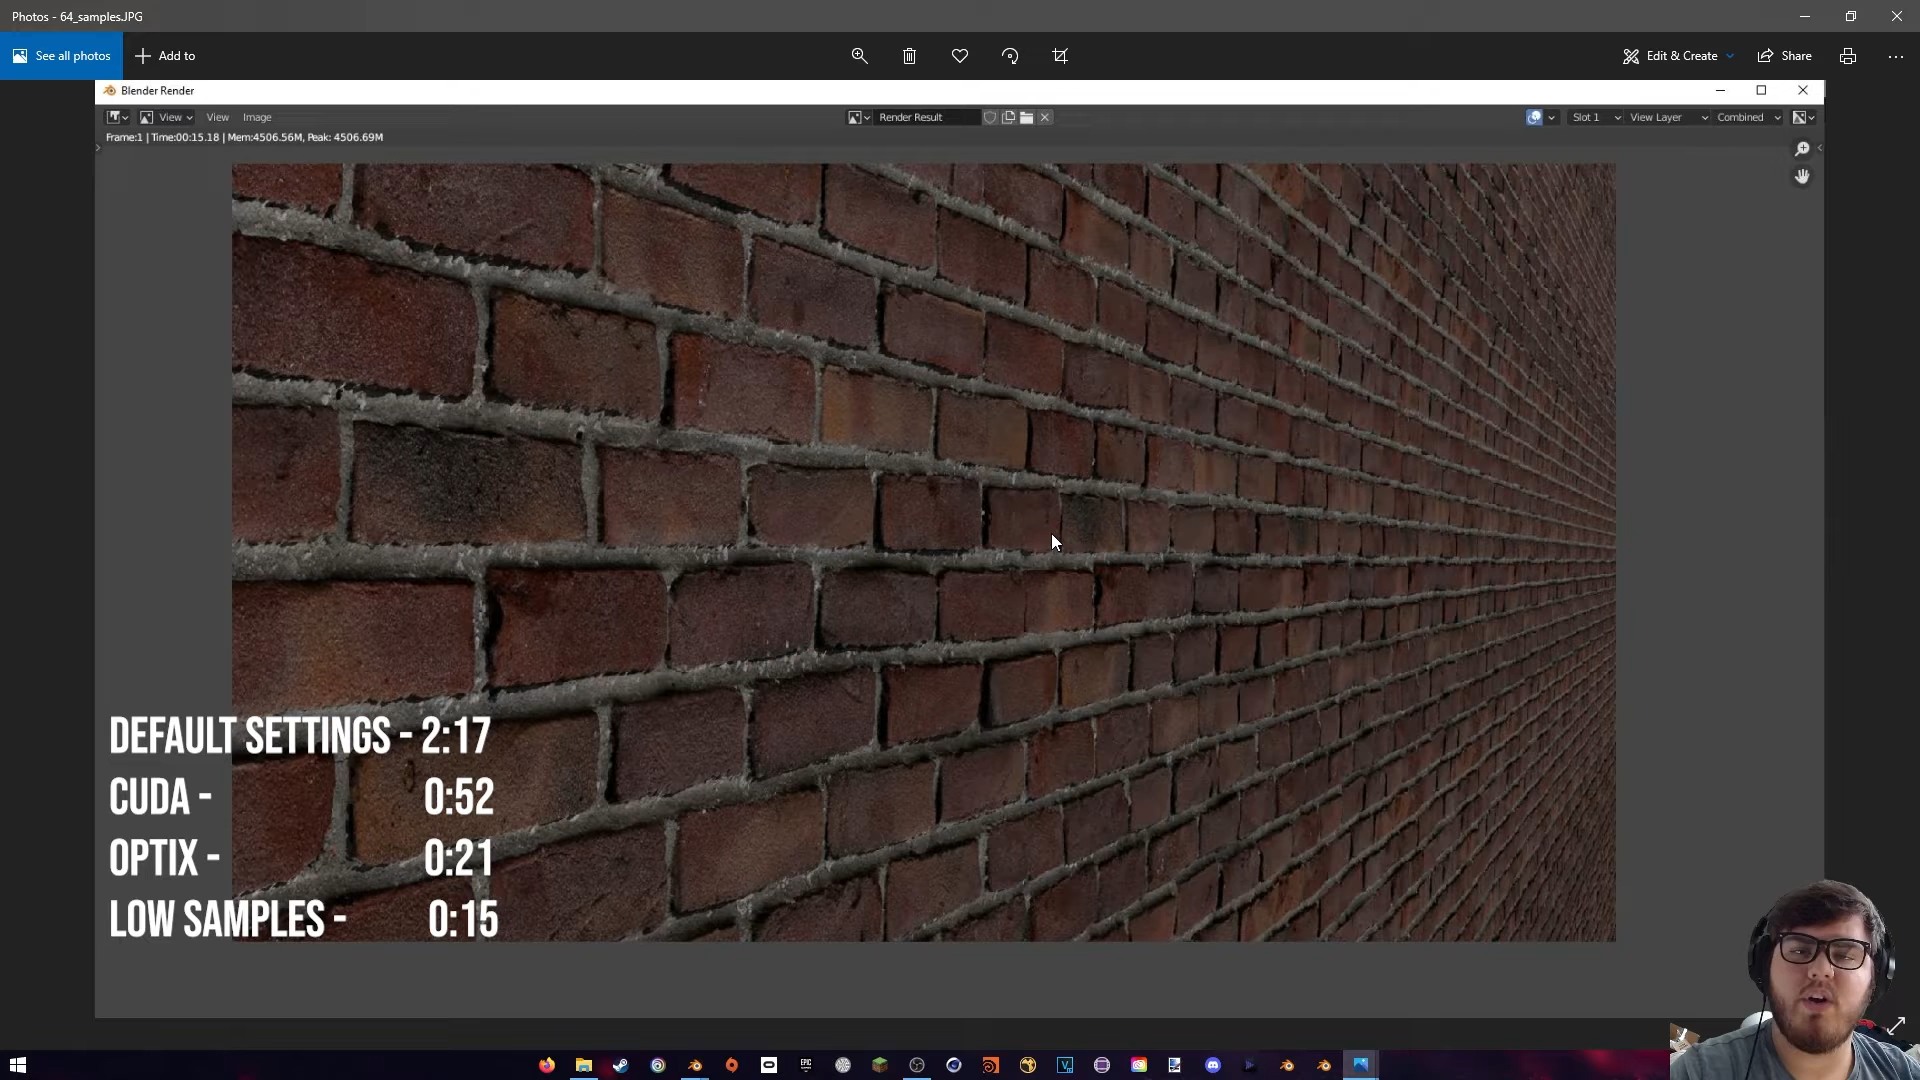 Photos - 64_samples.JPG
See all photos
Add to
Edit & Create
Share
Blender Render
View
View
Image
Render Result
Slot 1
View Layer
Combined
Frame:1 | Time:00:15.18 | Mem:4506.56M, Peak: 4506.69M
DEFAULT SETTINGS - 2:17
CUDA - 0:52
OPTIX - 0:21
LOW SAMPLES - 0:15
EPIC